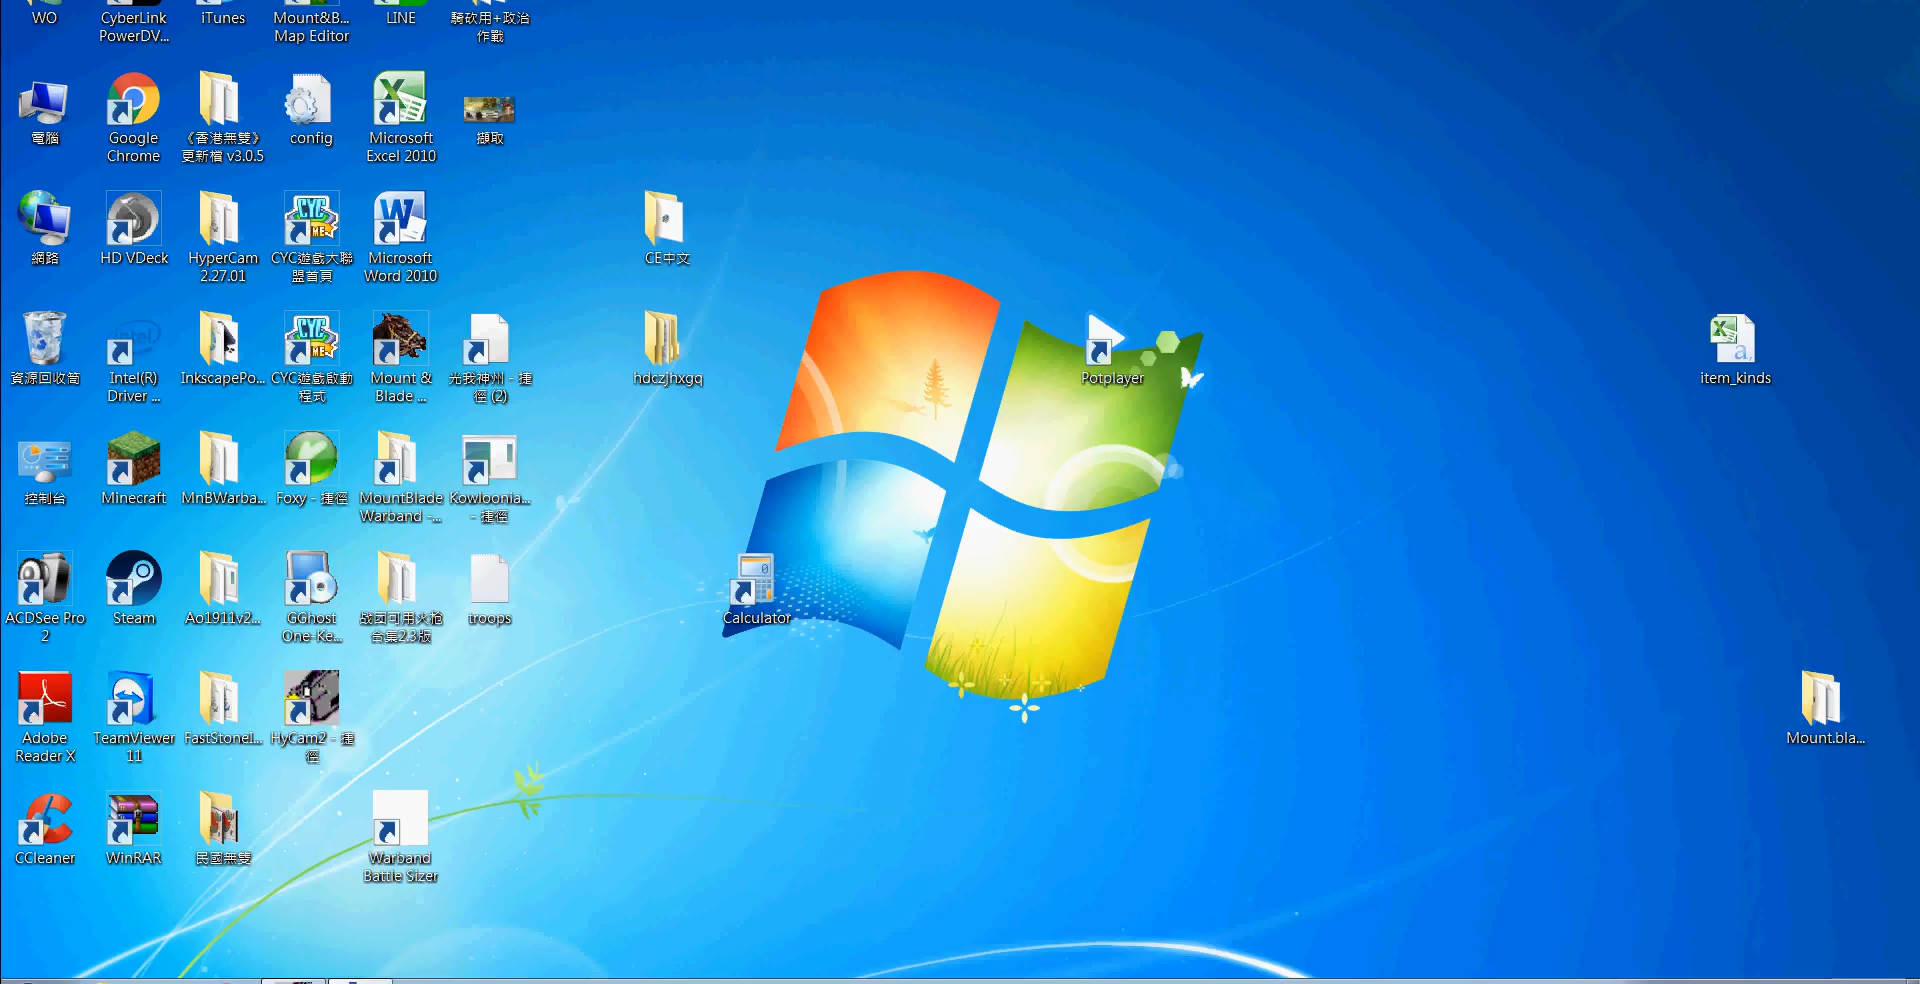 WO
CyberLink
PowerDV...
iTunes
Mount&B...
Map Editor
LINE
騎砍用+政治
作戰
電腦
Google
Chrome
《香港無雙》
更新檔 v3.0.5
config
Microsoft
Excel 2010
擷取
網路
HD VDeck
HyperCam
2.27.01
CYC遊戲大聯
盟首頁
Microsoft
Word 2010
CE中文
資源回收筒
Intel(R)
Driver ...
InkscapePo...
CYC遊戲啟動
程式
Mount &
Blade ...
光我神州 - 捷
徑 (2)
hdczjhxgq
Potplayer
item_kinds
控制台
Minecraft
MnBWarba...
Foxy - 捷徑
MountBlade
Warband -...
Kowloonia...
- 捷徑
ACDSee Pro
2
Steam
Ao1911v2...
GGhost
One-Ke...
战团可用火枪
合集2.3版
troops
Calculator
Adobe
Reader X
TeamViewer
11
FastStoneI...
HyCam2 - 捷
徑
Mount.bla...
CCleaner
WinRAR
民國無雙
Warband
Battle Sizer